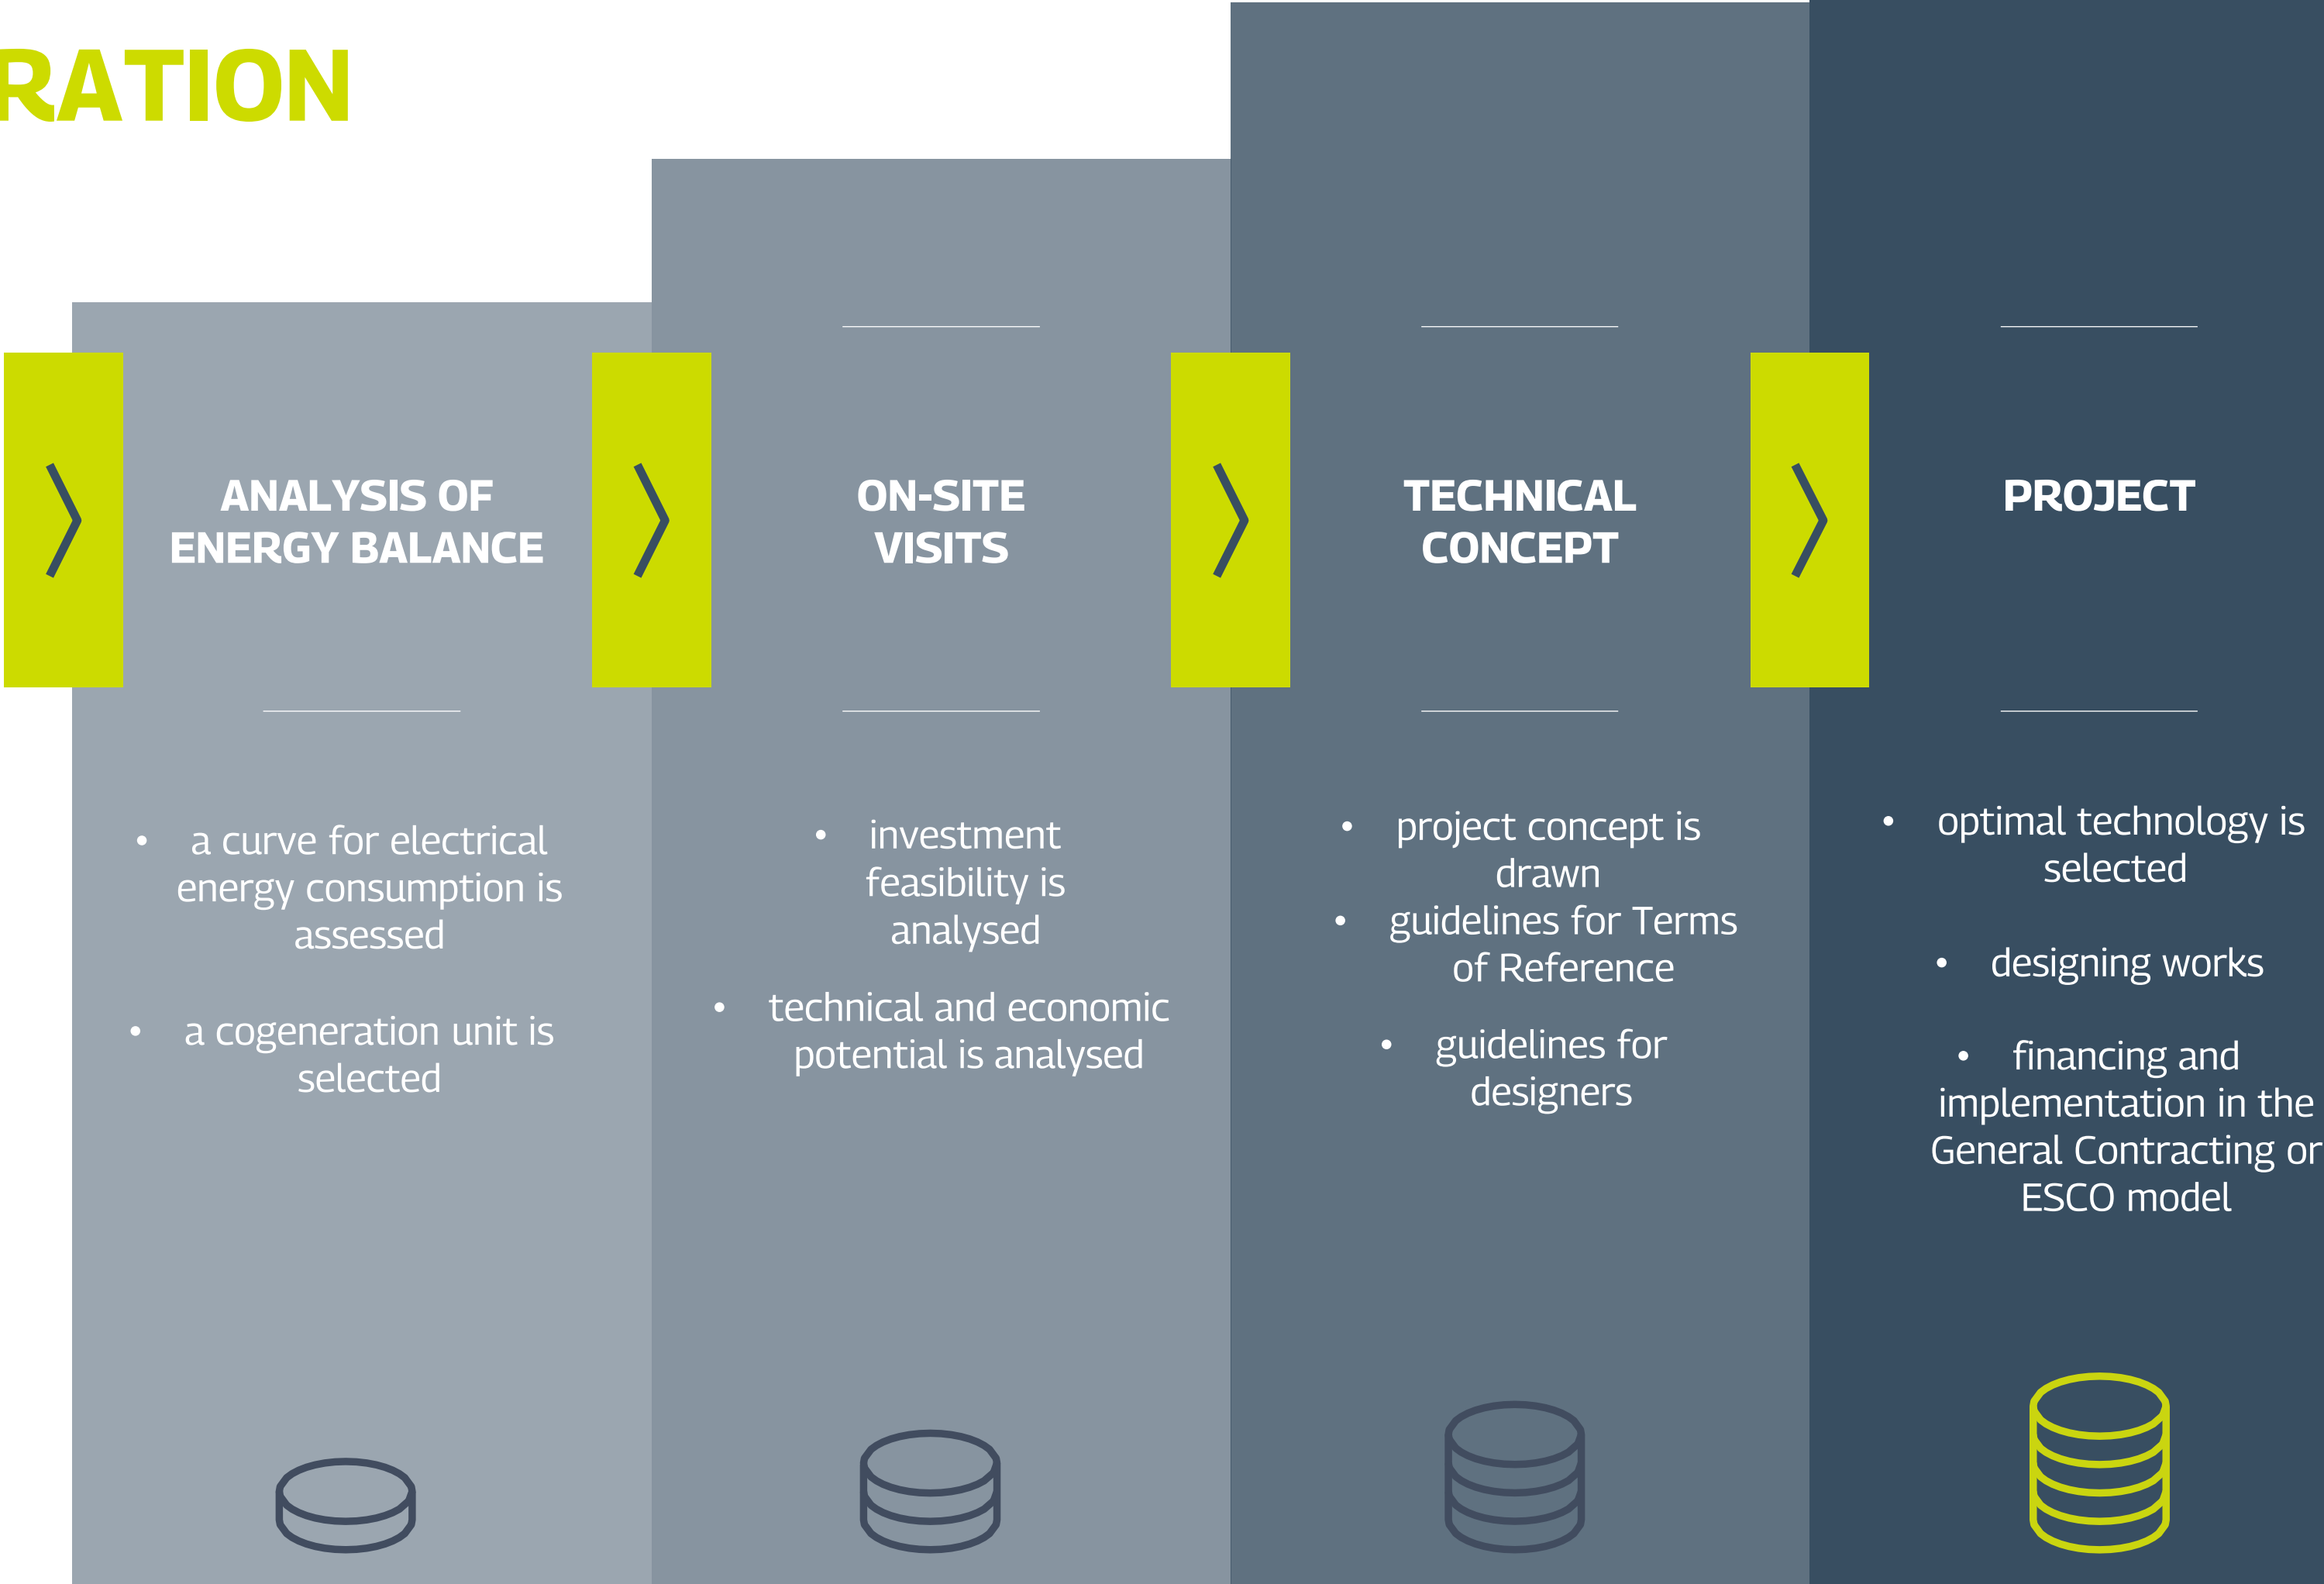 RATION
ANALYSIS OF
ENERGY BALANCE
• a curve for electrical
energy consumption is
assessed
• a cogeneration unit is
selected
ON-SITE
VISITS
• investment
feasibility is
analysed
• technical and economic
potential is analysed
TECHNICAL
CONCEPT
• project concept is
drawn
• guidelines for Terms
of Reference
• guidelines for
designers
PROJECT
• optimal technology is
selected
• designing works
• financing and
implementation in the
General Contracting or
ESCO model